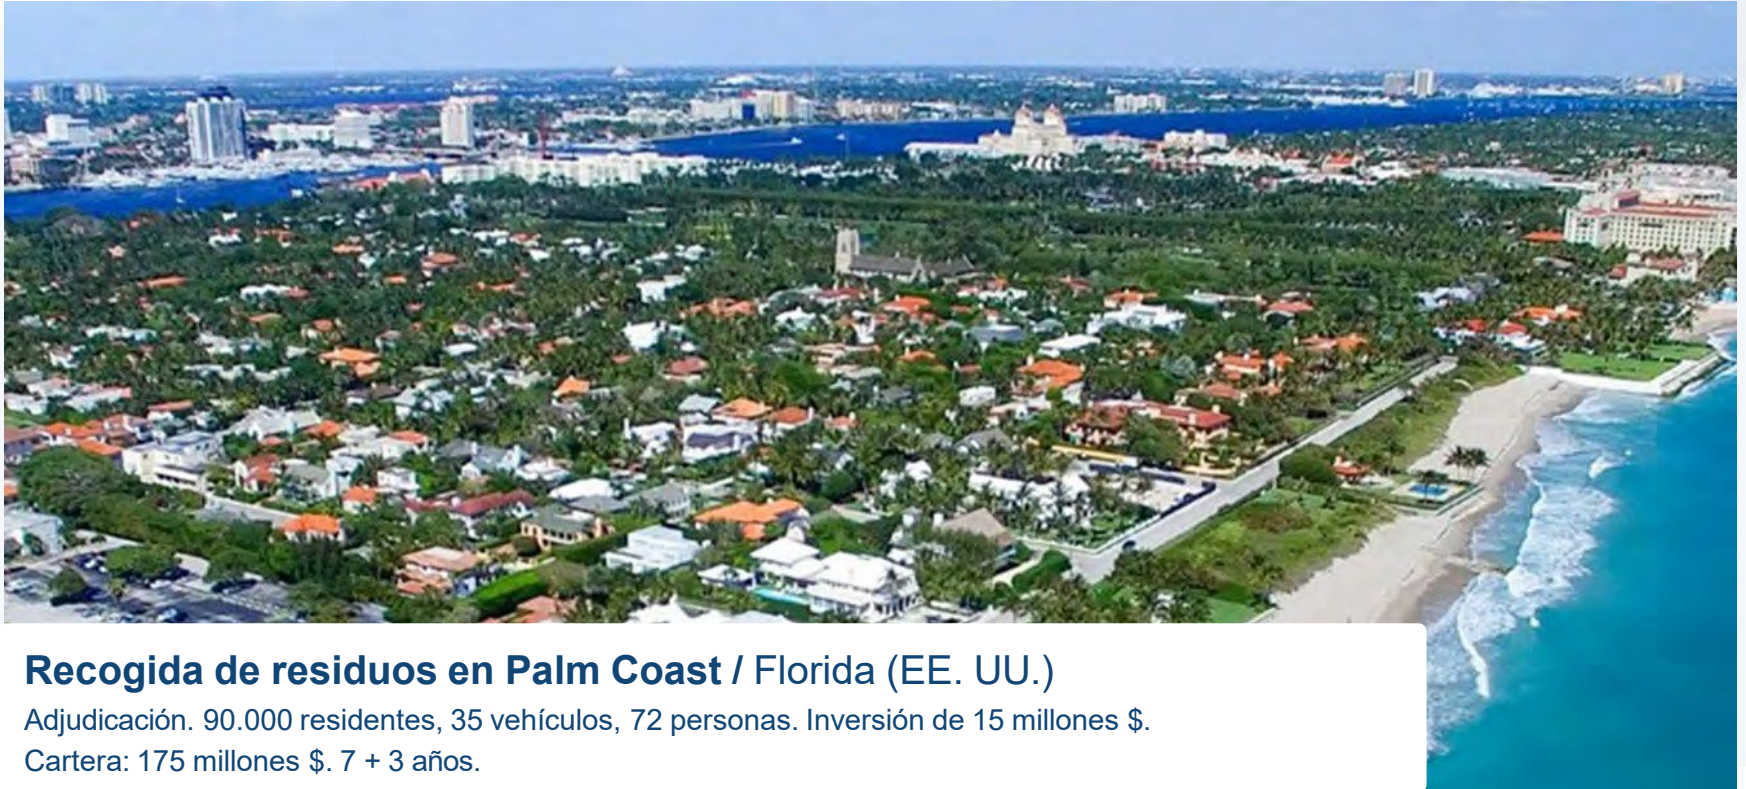 Recogida de residuos en Palm Coast / Florida (EE. UU.)
Adjudicación. 90.000 residentes, 35 vehículos, 72 personas. Inversión de 15 millones $.
Cartera: 175 millones $. 7 + 3 años.